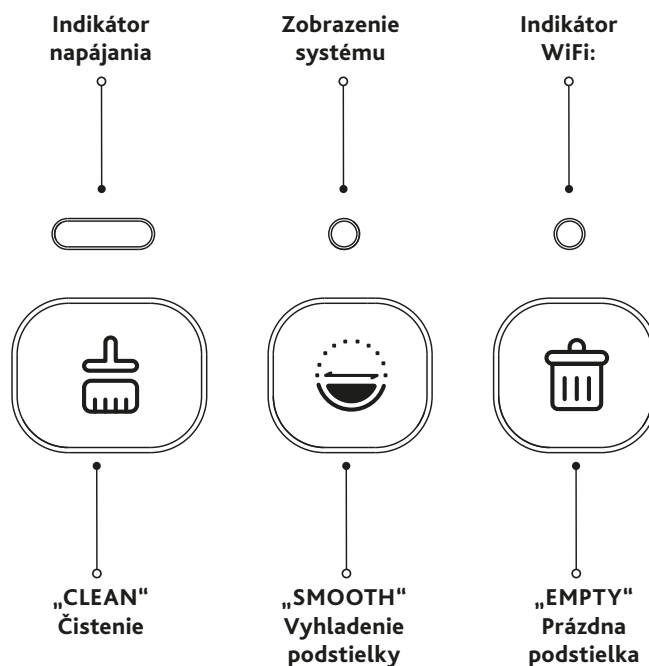 Indikátor
napájania
Zobrazenie
systému
Indikátor
WiFi:
„CLEAN“
Čistenie
„SMOOTH“
Vyhladenie
podstielky
„EMPTY“
Prázdna
podstielka